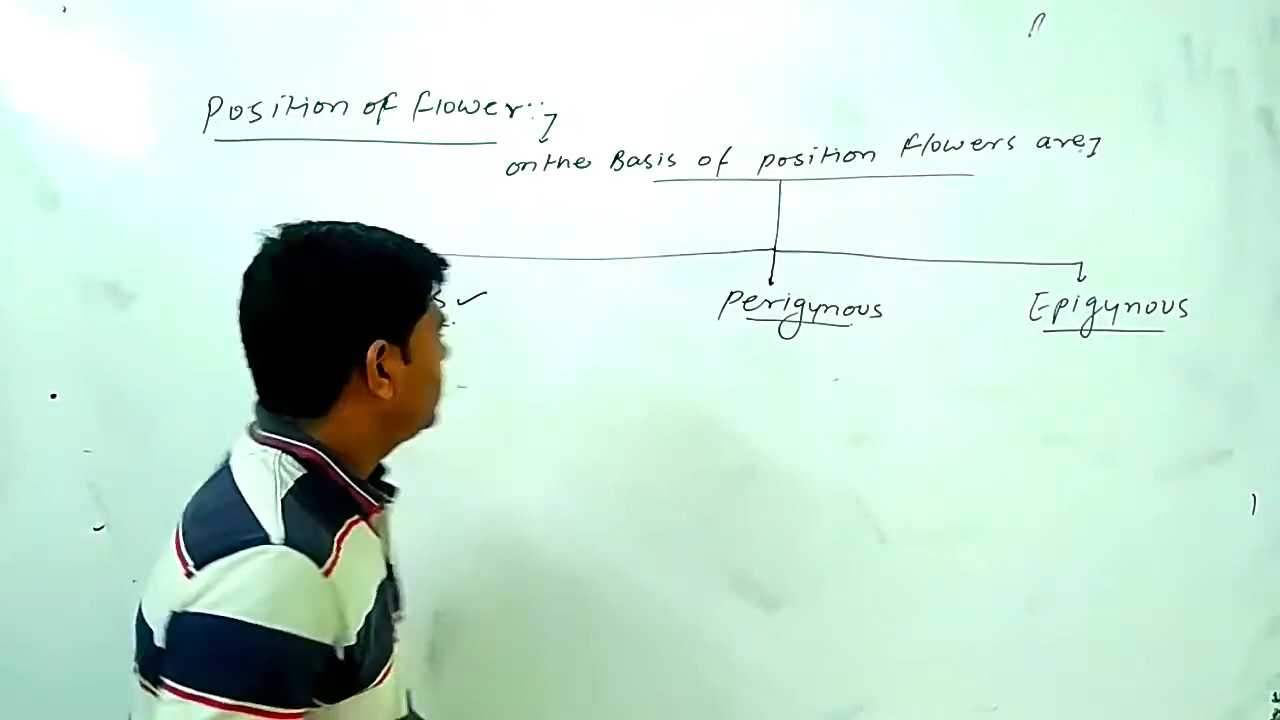 Position of flower:
on the Basis of position flowers are
Perigynous
Epigynous